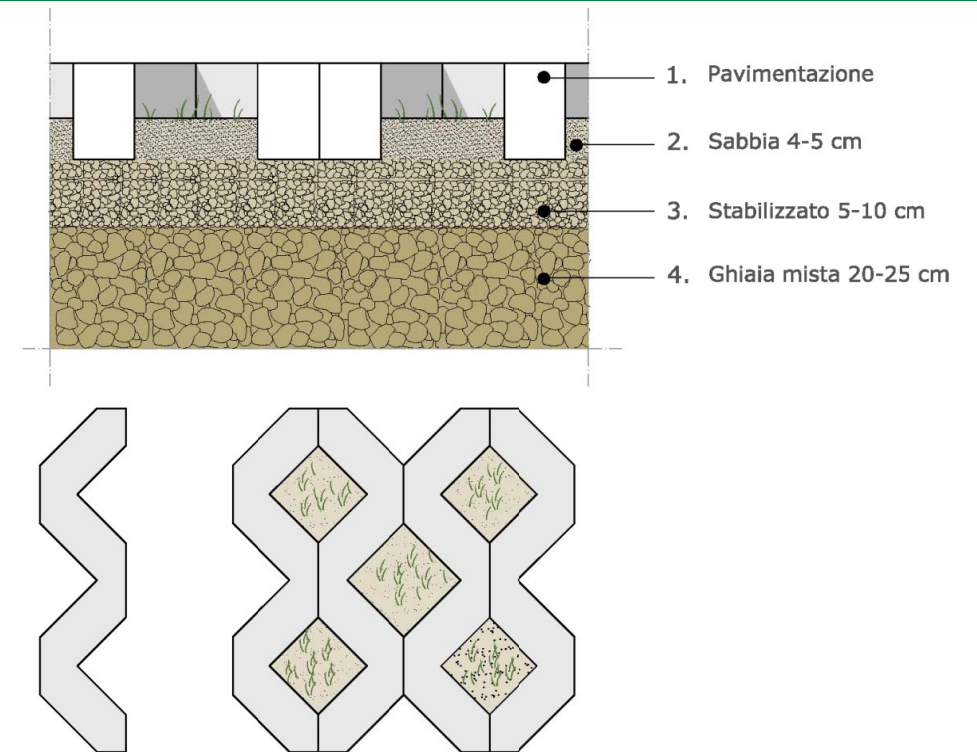 1. Pavimentazione
2. Sabbia 4-5 cm
3. Stabilizzato 5-10 cm
4. Ghiaia mista 20-25 cm